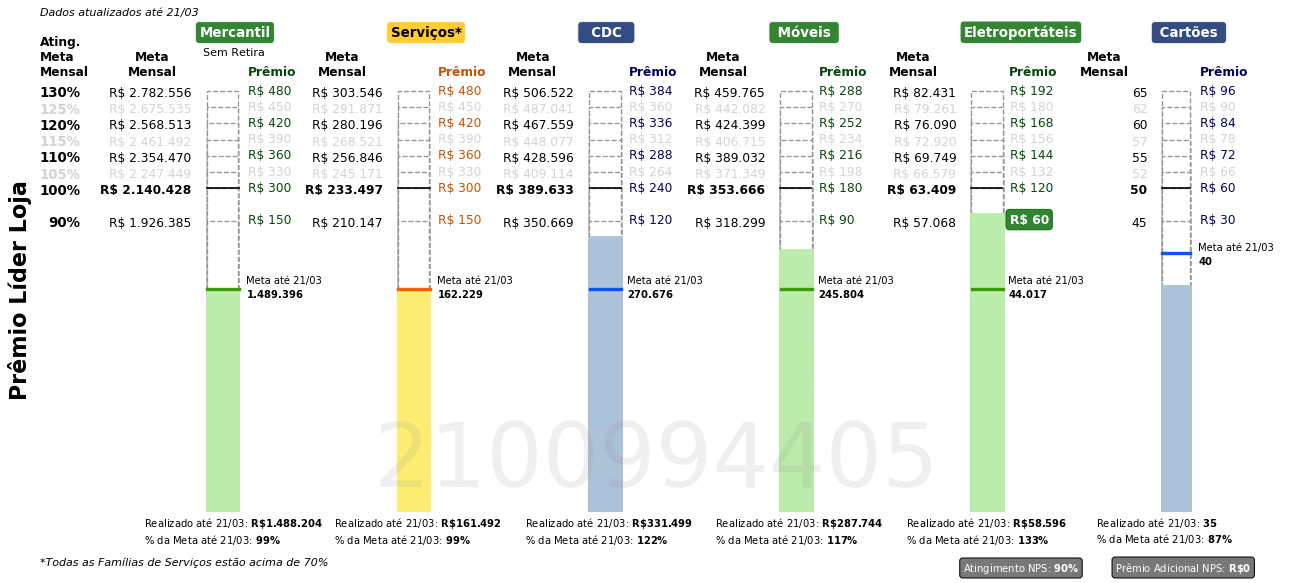 Dados atualizados até 21/03
Mercantil Serviços* CDC Móveis Eletroportáteis Cartões
Sem Retira
Ating. Meta Mensal Meta Mensal Prêmio Meta Mensal Prêmio Meta Mensal Prêmio Meta Mensal Prêmio Meta Mensal Prêmio Meta Mensal Prêmio
130% R$ 2.782.556 R$ 480 R$ 303.546 R$ 480 R$ 506.522 R$ 384 R$ 459.765 R$ 288 R$ 82.431 R$ 192 65 R$ 96
125% R$ 2.675.535 R$ 450 R$ 291.871 R$ 450 R$ 487.041 R$ 360 R$ 442.082 R$ 270 R$ 79.261 R$ 180 62 R$ 90
120% R$ 2.568.513 R$ 420 R$ 280.196 R$ 420 R$ 467.559 R$ 336 R$ 424.399 R$ 252 R$ 76.090 R$ 168 60 R$ 84
115% R$ 2.461.492 R$ 390 R$ 268.521 R$ 390 R$ 448.077 R$ 312 R$ 406.715 R$ 234 R$ 72.920 R$ 156 57 R$ 78
110% R$ 2.354.470 R$ 360 R$ 256.846 R$ 360 R$ 428.596 R$ 288 R$ 389.032 R$ 216 R$ 69.749 R$ 144 55 R$ 72
105% R$ 2.247.449 R$ 330 R$ 245.171 R$ 330 R$ 409.114 R$ 264 R$ 371.349 R$ 198 R$ 66.579 R$ 132 52 R$ 66
100% R$ 2.140.428 R$ 300 R$ 233.497 R$ 300 R$ 389.633 R$ 240 R$ 353.666 R$ 180 R$ 63.409 R$ 120 50 R$ 60
90% R$ 1.926.385 R$ 150 R$ 210.147 R$ 150 R$ 350.669 R$ 120 R$ 318.299 R$ 90 R$ 57.068 R$ 60 45 R$ 30
Meta até 21/03
40
Meta até 21/03 Meta até 21/03 Meta até 21/03 Meta até 21/03 Meta até 21/03
1.489.396 162.229 270.676 245.804 44.017
Prêmio Líder Loja
2100994405
Realizado até 21/03: R$1.488.204 Realizado até 21/03: R$161.492 Realizado até 21/03: R$331.499 Realizado até 21/03: R$287.744 Realizado até 21/03: R$58.596 Realizado até 21/03: 35
% da Meta até 21/03: 99% % da Meta até 21/03: 99% % da Meta até 21/03: 122% % da Meta até 21/03: 117% % da Meta até 21/03: 133% % da Meta até 21/03: 87%
*Todas as Famílias de Serviços estão acima de 70% Atingimento NPS: 90% Prêmio Adicional NPS: R$0